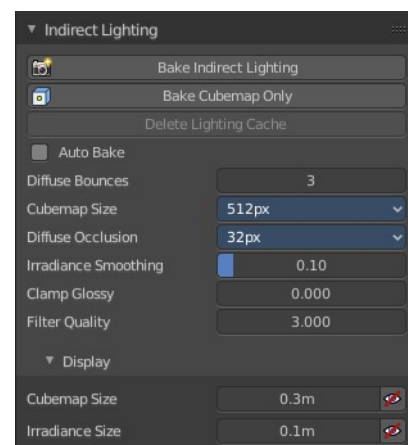 Indirect Lighting
Bake Indirect Lighting
Bake Cubemap Only
Delete Lighting Cache
Auto Bake
Diffuse Bounces 3
Cubemap Size 512px
Diffuse Occlusion 32px
Irradiance Smoothing 0.10
Clamp Glossy 0.000
Filter Quality 3.000
Display
Cubemap Size 0.3m
Irradiance Size 0.1m